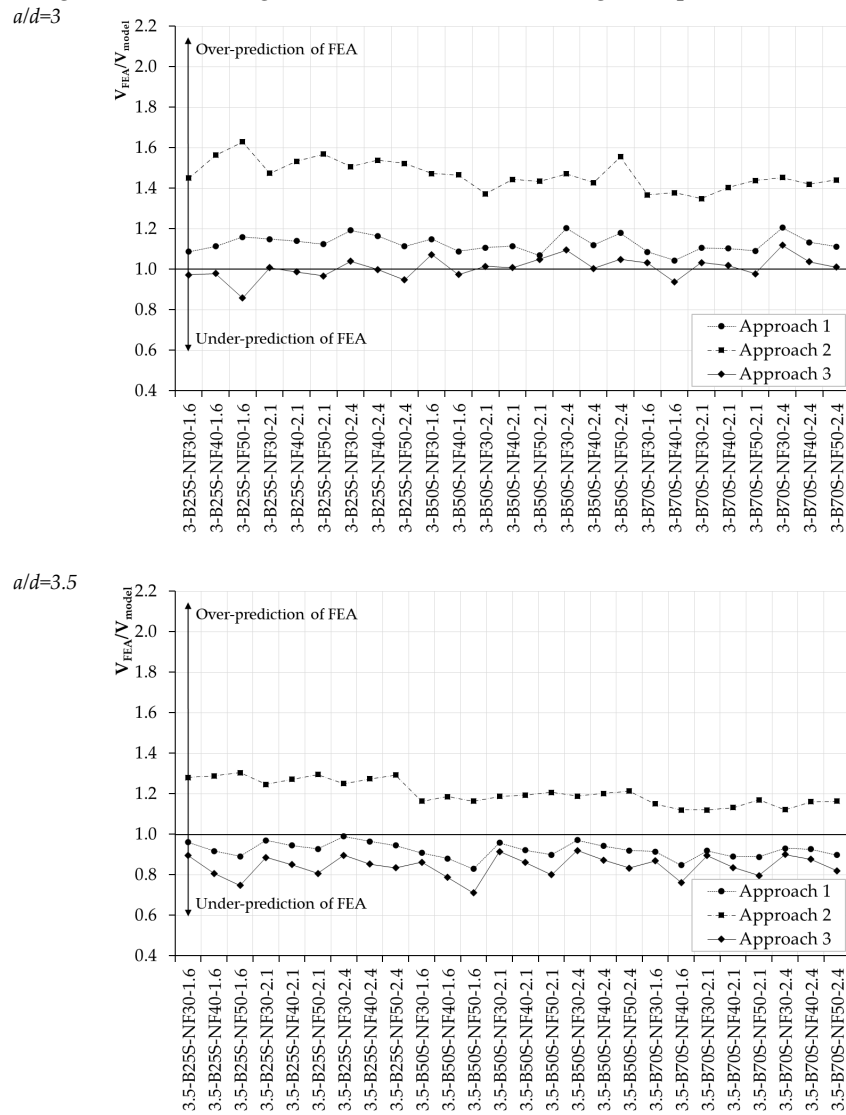 a/d=3
V_FEA/V_model
2.2
2.0
1.8
1.6
1.4
1.2
1.0
0.8
0.6
0.4
Over-prediction of FEA
Under-prediction of FEA
Approach 1
Approach 2
Approach 3
3-B25S-NF30-1.6
3-B25S-NF40-1.6
3-B25S-NF50-1.6
3-B25S-NF30-2.1
3-B25S-NF40-2.1
3-B25S-NF50-2.1
3-B25S-NF30-2.4
3-B25S-NF40-2.4
3-B25S-NF50-2.4
3-B50S-NF30-1.6
3-B50S-NF40-1.6
3-B50S-NF30-2.1
3-B50S-NF40-2.1
3-B50S-NF50-2.1
3-B50S-NF30-2.4
3-B50S-NF40-2.4
3-B50S-NF50-2.4
3-B70S-NF30-1.6
3-B70S-NF40-1.6
3-B70S-NF30-2.1
3-B70S-NF40-2.1
3-B70S-NF50-2.1
3-B70S-NF30-2.4
3-B70S-NF40-2.4
3-B70S-NF50-2.4
a/d=3.5
V_FEA/V_model
2.2
2.0
1.8
1.6
1.4
1.2
1.0
0.8
0.6
0.4
Over-prediction of FEA
Under-prediction of FEA
Approach 1
Approach 2
Approach 3
3.5-B25S-NF30-1.6
3.5-B25S-NF40-1.6
3.5-B25S-NF50-1.6
3.5-B25S-NF30-2.1
3.5-B25S-NF40-2.1
3.5-B25S-NF50-2.1
3.5-B25S-NF30-2.4
3.5-B25S-NF40-2.4
3.5-B25S-NF50-2.4
3.5-B50S-NF30-1.6
3.5-B50S-NF40-1.6
3.5-B50S-NF50-1.6
3.5-B50S-NF30-2.1
3.5-B50S-NF40-2.1
3.5-B50S-NF50-2.1
3.5-B50S-NF30-2.4
3.5-B50S-NF40-2.4
3.5-B50S-NF50-2.4
3.5-B70S-NF30-1.6
3.5-B70S-NF40-1.6
3.5-B70S-NF30-2.1
3.5-B70S-NF40-2.1
3.5-B70S-NF50-2.1
3.5-B70S-NF30-2.4
3.5-B70S-NF40-2.4
3.5-B70S-NF50-2.4